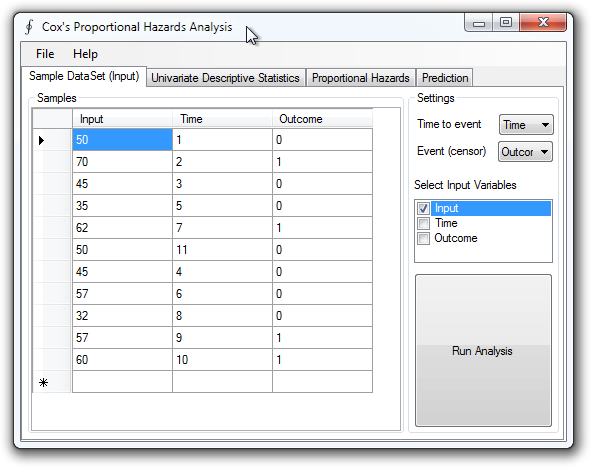 Cox's Proportional Hazards Analysis
File Help
Sample DataSet (Input) Univariate Descriptive Statistics Proportional Hazards Prediction
Samples
Input Time Outcome
50 1 0
70 2 1
45 3 0
35 5 0
62 7 1
50 11 0
45 4 0
57 6 0
32 8 0
57 9 1
60 10 1
Settings
Time to event Time
Event (censor) Outcor
Select Input Variables
Input
Time
Outcome
Run Analysis